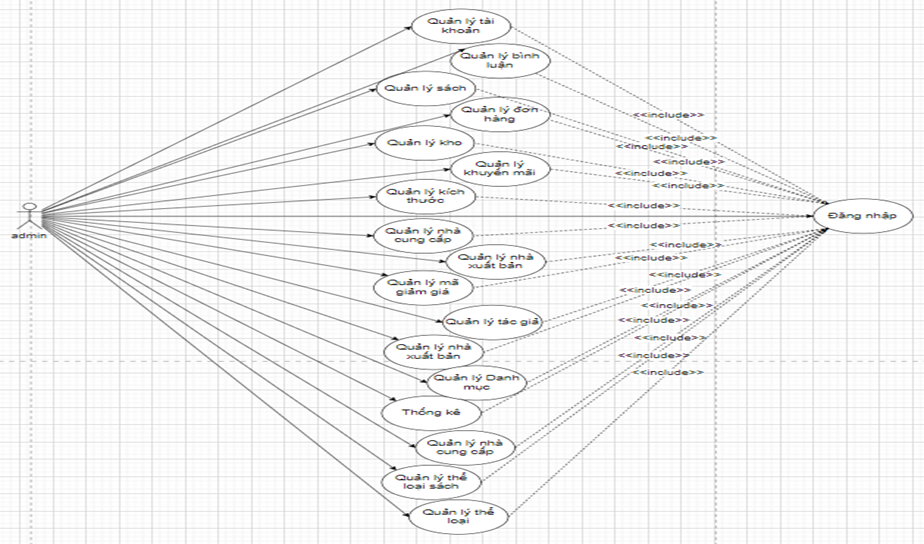 Quản lý tài
khoản
Quản lý bình
luận
Quản lý sách
Quản lý đơn
hàng
<<include>>
<<include>>
<<include>>
Quản lý kho
Quản lý
khuyến mãi
<<include>>
<<include>>
<<include>>
Quản lý kích
thước
<<include>>
admin
Đăng nhập
Quản lý nhà
cung cấp
<<include>>
<<include>>
Quản lý nhà
xuất bản
<<include>>
<<include>>
Quản lý mã
giảm giá
<<include>>
<<include>>
Quản lý tác giả
<<include>>
<<include>>
Quản lý nhà
xuất bản
<<include>>
Quản lý Danh
mục
<<include>>
Thống kê
Quản lý nhà
cung cấp
Quản lý thể
loại sách
Quản lý thể
loại